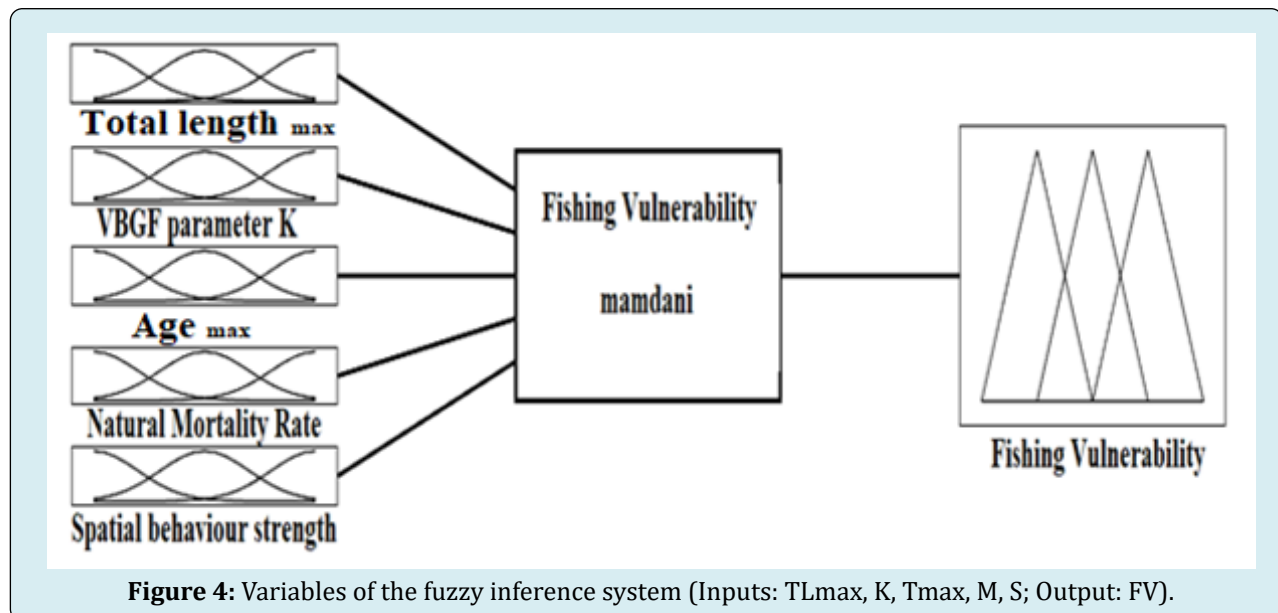 Total length max
VBGF parameter K
Age max
Natural Mortality Rate
Spatial behaviour strength
Fishing Vulnerability
mamdani
Fishing Vulnerability
Figure 4: Variables of the fuzzy inference system (Inputs: TLmax, K, Tmax, M, S; Output: FV).